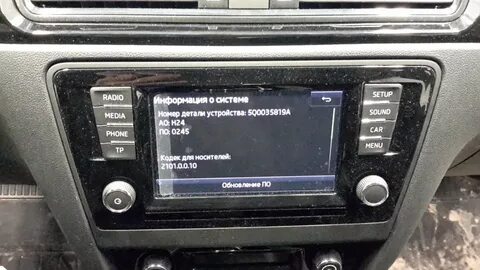 Информация о системе
Номер детали устройства: 5Q0035819A
АО: H24
ПО: 0245
Кодек для носителей:
2101.0.0.10
Обновление ПО
RADIO
MEDIA
PHONE
TP
SETUP
SOUND
CAR
MENU